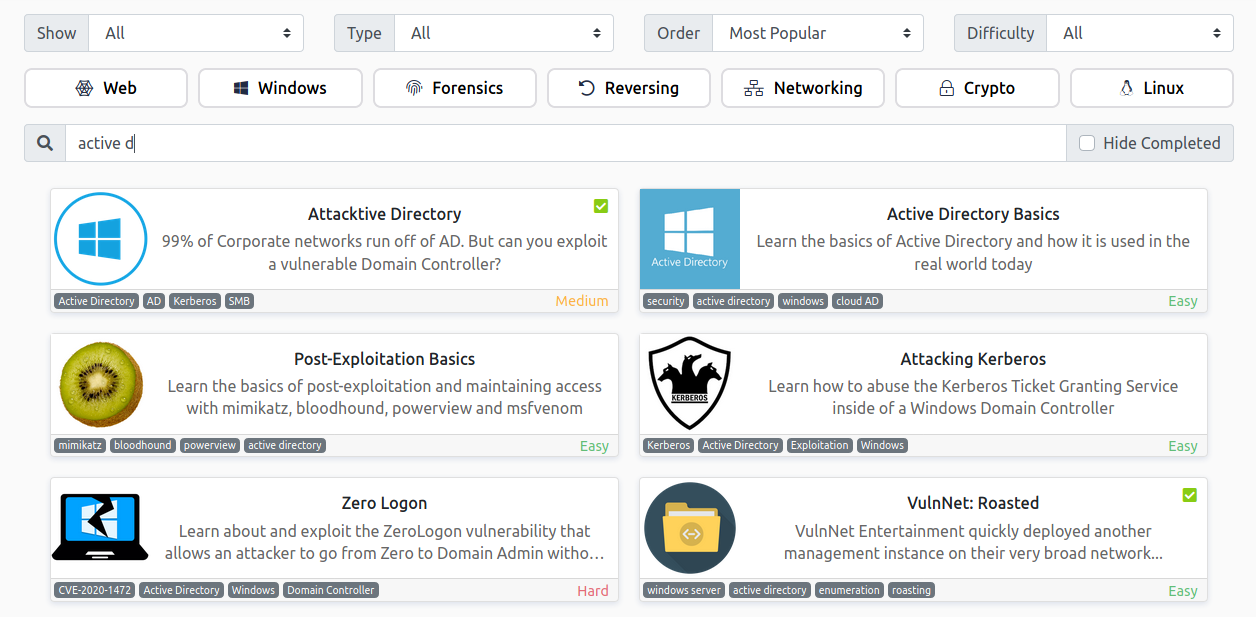 Show All Type All Order Most Popular Difficulty All
Web Windows Forensics Reversing Networking Crypto Linux
active d Hide Completed
Attacktive Directory
99% of Corporate networks run off of AD. But can you exploit
a vulnerable Domain Controller?
Active Directory AD Kerberos SMB Medium
Active Directory
Active Directory Basics
Learn the basics of Active Directory and how it is used in the
real world today
security active directory windows cloud AD Easy
Post-Exploitation Basics
Learn the basics of post-exploitation and maintaining access
with mimikatz, bloodhound, powerview and msfvenom
mimikatz bloodhound powerview active directory Easy
KERBEROS
Attacking Kerberos
Learn how to abuse the Kerberos Ticket Granting Service
inside of a Windows Domain Controller
Kerberos Active Directory Exploitation Windows Easy
Zero Logon
Learn about and exploit the ZeroLogon vulnerability that
allows an attacker to go from Zero to Domain Admin witho...
CVE-2020-1472 Active Directory Windows Domain Controller Hard
VulnNet: Roasted
VulnNet Entertainment quickly deployed another
management instance on their very broad network...
windows server active directory enumeration roasting Easy